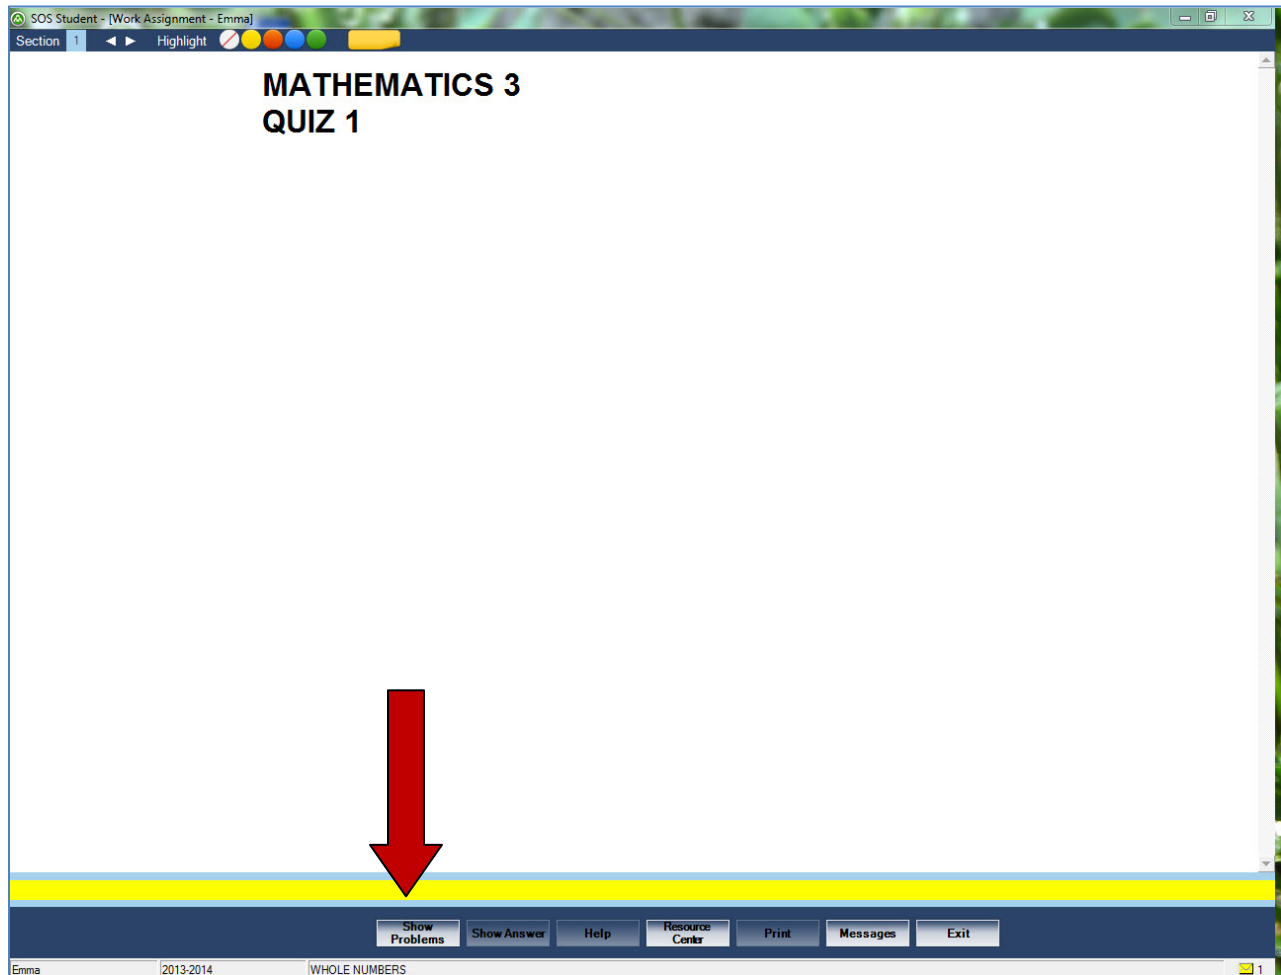 SOS Student - [Work Assignment - Emma]
Section 1 Highlight
MATHEMATICS 3
QUIZ 1
Show Problems Show Answer Help Resource Center Print Messages Exit
Emma 2013-2014 WHOLE NUMBERS 1